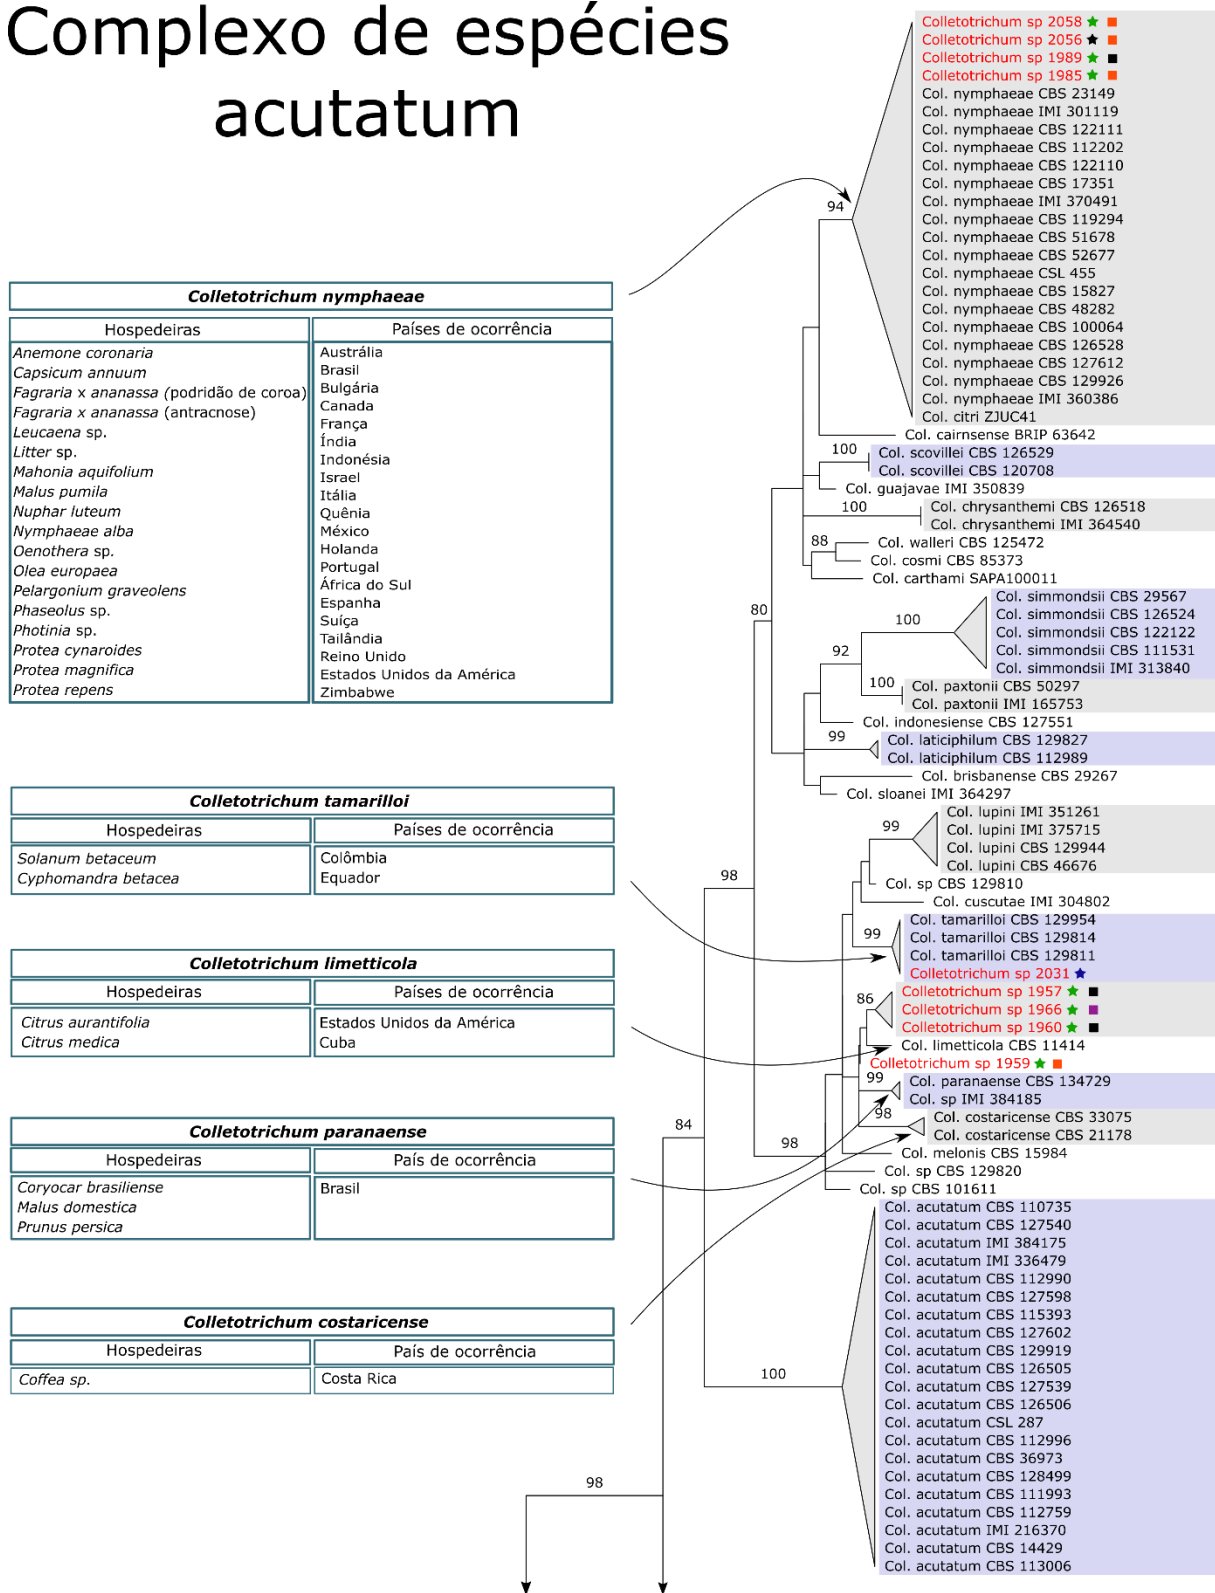 Complexo de espécies
acutatum
Colletotrichum nymphaeae
Hospedeiras
Países de ocorrência
Anemone coronaria
Capsicum annuum
Fagraria x ananassa (podridão de coroa)
Fagraria x ananassa (antracnose)
Leucaena sp.
Litter sp.
Mahonia aquifolium
Malus pumila
Nuphar luteum
Nymphaeae alba
Oenothera sp.
Olea europaea
Pelargonium graveolens
Phaseolus sp.
Photinia sp.
Protea cynaroides
Protea magnifica
Protea repens
Austrália
Brasil
Bulgária
Canada
França
Índia
Indonésia
Israel
Itália
Quênia
México
Holanda
Portugal
África do Sul
Espanha
Suíça
Tailândia
Reino Unido
Estados Unidos da América
Zimbabwe
Colletotrichum tamarilloi
Hospedeiras
Países de ocorrência
Solanum betaceum
Cyphomandra betacea
Colômbia
Equador
Colletotrichum limetticola
Hospedeiras
Países de ocorrência
Citrus aurantifolia
Citrus medica
Estados Unidos da América
Cuba
Colletotrichum paranaense
Hospedeiras
País de ocorrência
Coryocar brasiliense
Malus domestica
Prunus persica
Brasil
Colletotrichum costaricense
Hospedeiras
País de ocorrência
Coffea sp.
Costa Rica
Colletotrichum sp 2058
Colletotrichum sp 2056
Colletotrichum sp 1989
Colletotrichum sp 1985
Col. nymphaeae CBS 23149
Col. nymphaeae IMI 301119
Col. nymphaeae CBS 122111
Col. nymphaeae CBS 112202
Col. nymphaeae CBS 122110
Col. nymphaeae CBS 17351
Col. nymphaeae IMI 370491
94
Col. nymphaeae CBS 119294
Col. nymphaeae CBS 51678
Col. nymphaeae CBS 52677
Col. nymphaeae CSL 455
Col. nymphaeae CBS 15827
Col. nymphaeae CBS 48282
Col. nymphaeae CBS 100064
Col. nymphaeae CBS 126528
Col. nymphaeae CBS 127612
Col. nymphaeae CBS 129926
Col. nymphaeae IMI 360386
Col. citri ZJUC41
Col. cairnsense BRIP 63642
100
Col. scovillei CBS 126529
Col. scovillei CBS 120708
Col. guajavae IMI 350839
100
Col. chrysanthemi CBS 126518
Col. chrysanthemi IMI 364540
88
Col. walleri CBS 125472
Col. cosmi CBS 85373
Col. carthami SAPA100011
80
Col. simmondsii CBS 29567
Col. simmondsii CBS 126524
100
Col. simmondsii CBS 122122
Col. simmondsii CBS 111531
Col. simmondsii IMI 313840
92
100
Col. paxtonii CBS 50297
Col. paxtonii IMI 165753
Col. indonesiense CBS 127551
99
Col. laticiphilum CBS 129827
Col. laticiphilum CBS 112989
Col. brisbanense CBS 29267
Col. sloanei IMI 364297
Col. lupini IMI 351261
99
Col. lupini IMI 375715
Col. lupini CBS 129944
Col. lupini CBS 46676
98
Col. sp CBS 129810
Col. cuscutae IMI 304802
Col. tamarilloi CBS 129954
99
Col. tamarilloi CBS 129814
Col. tamarilloi CBS 129811
Colletotrichum sp 2031
Colletotrichum sp 1957
86
Colletotrichum sp 1966
Colletotrichum sp 1960
Col. limetticola CBS 11414
Colletotrichum sp 1959
99
Col. paranaense CBS 134729
Col. sp IMI 384185
98
Col. costaricense CBS 33075
Col. costaricense CBS 21178
84
98
Col. melonis CBS 15984
Col. sp CBS 129820
Col. sp CBS 101611
Col. acutatum CBS 110735
Col. acutatum CBS 127540
Col. acutatum IMI 384175
Col. acutatum IMI 336479
Col. acutatum CBS 112990
Col. acutatum CBS 127598
Col. acutatum CBS 115393
Col. acutatum CBS 127602
Col. acutatum CBS 129919
100
Col. acutatum CBS 126505
Col. acutatum CBS 127539
Col. acutatum CBS 126506
Col. acutatum CSL 287
Col. acutatum CBS 112996
Col. acutatum CBS 36973
Col. acutatum CBS 128499
98
Col. acutatum CBS 111993
Col. acutatum CBS 112759
Col. acutatum IMI 216370
Col. acutatum CBS 14429
Col. acutatum CBS 113006